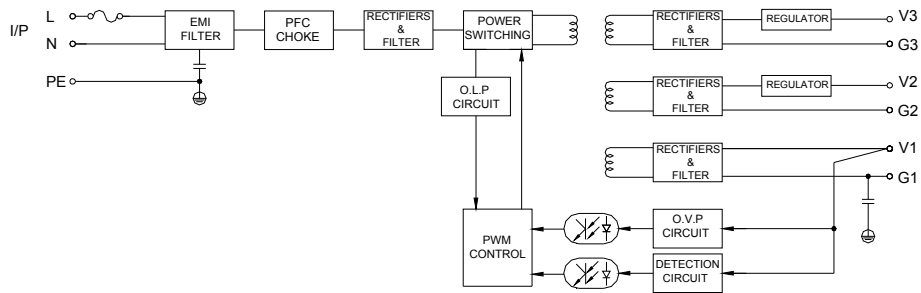 I/P
L
N
PE
EMI
FILTER
PFC
CHOKE
RECTIFIERS
&
FILTER
POWER
SWITCHING
O.L.P
CIRCUIT
PWM
CONTROL
RECTIFIERS
&
FILTER
REGULATOR
V3
G3
RECTIFIERS
&
FILTER
REGULATOR
V2
G2
RECTIFIERS
&
FILTER
V1
G1
O.V.P
CIRCUIT
DETECTION
CIRCUIT